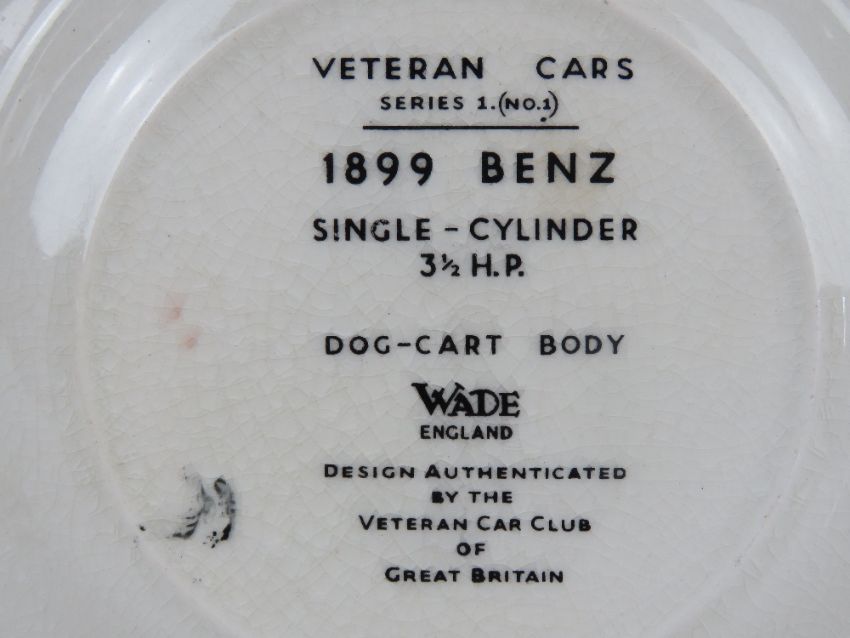 VETERAN CARS
SERIES 1.(NO.1)
1899 BENZ
SINGLE-CYLINDER
3½ H.P.
DOG-CART BODY
WADE
ENGLAND
DESIGN AUTHENTICATED
BY THE
VETERAN CAR CLUB
OF
GREAT BRITAIN